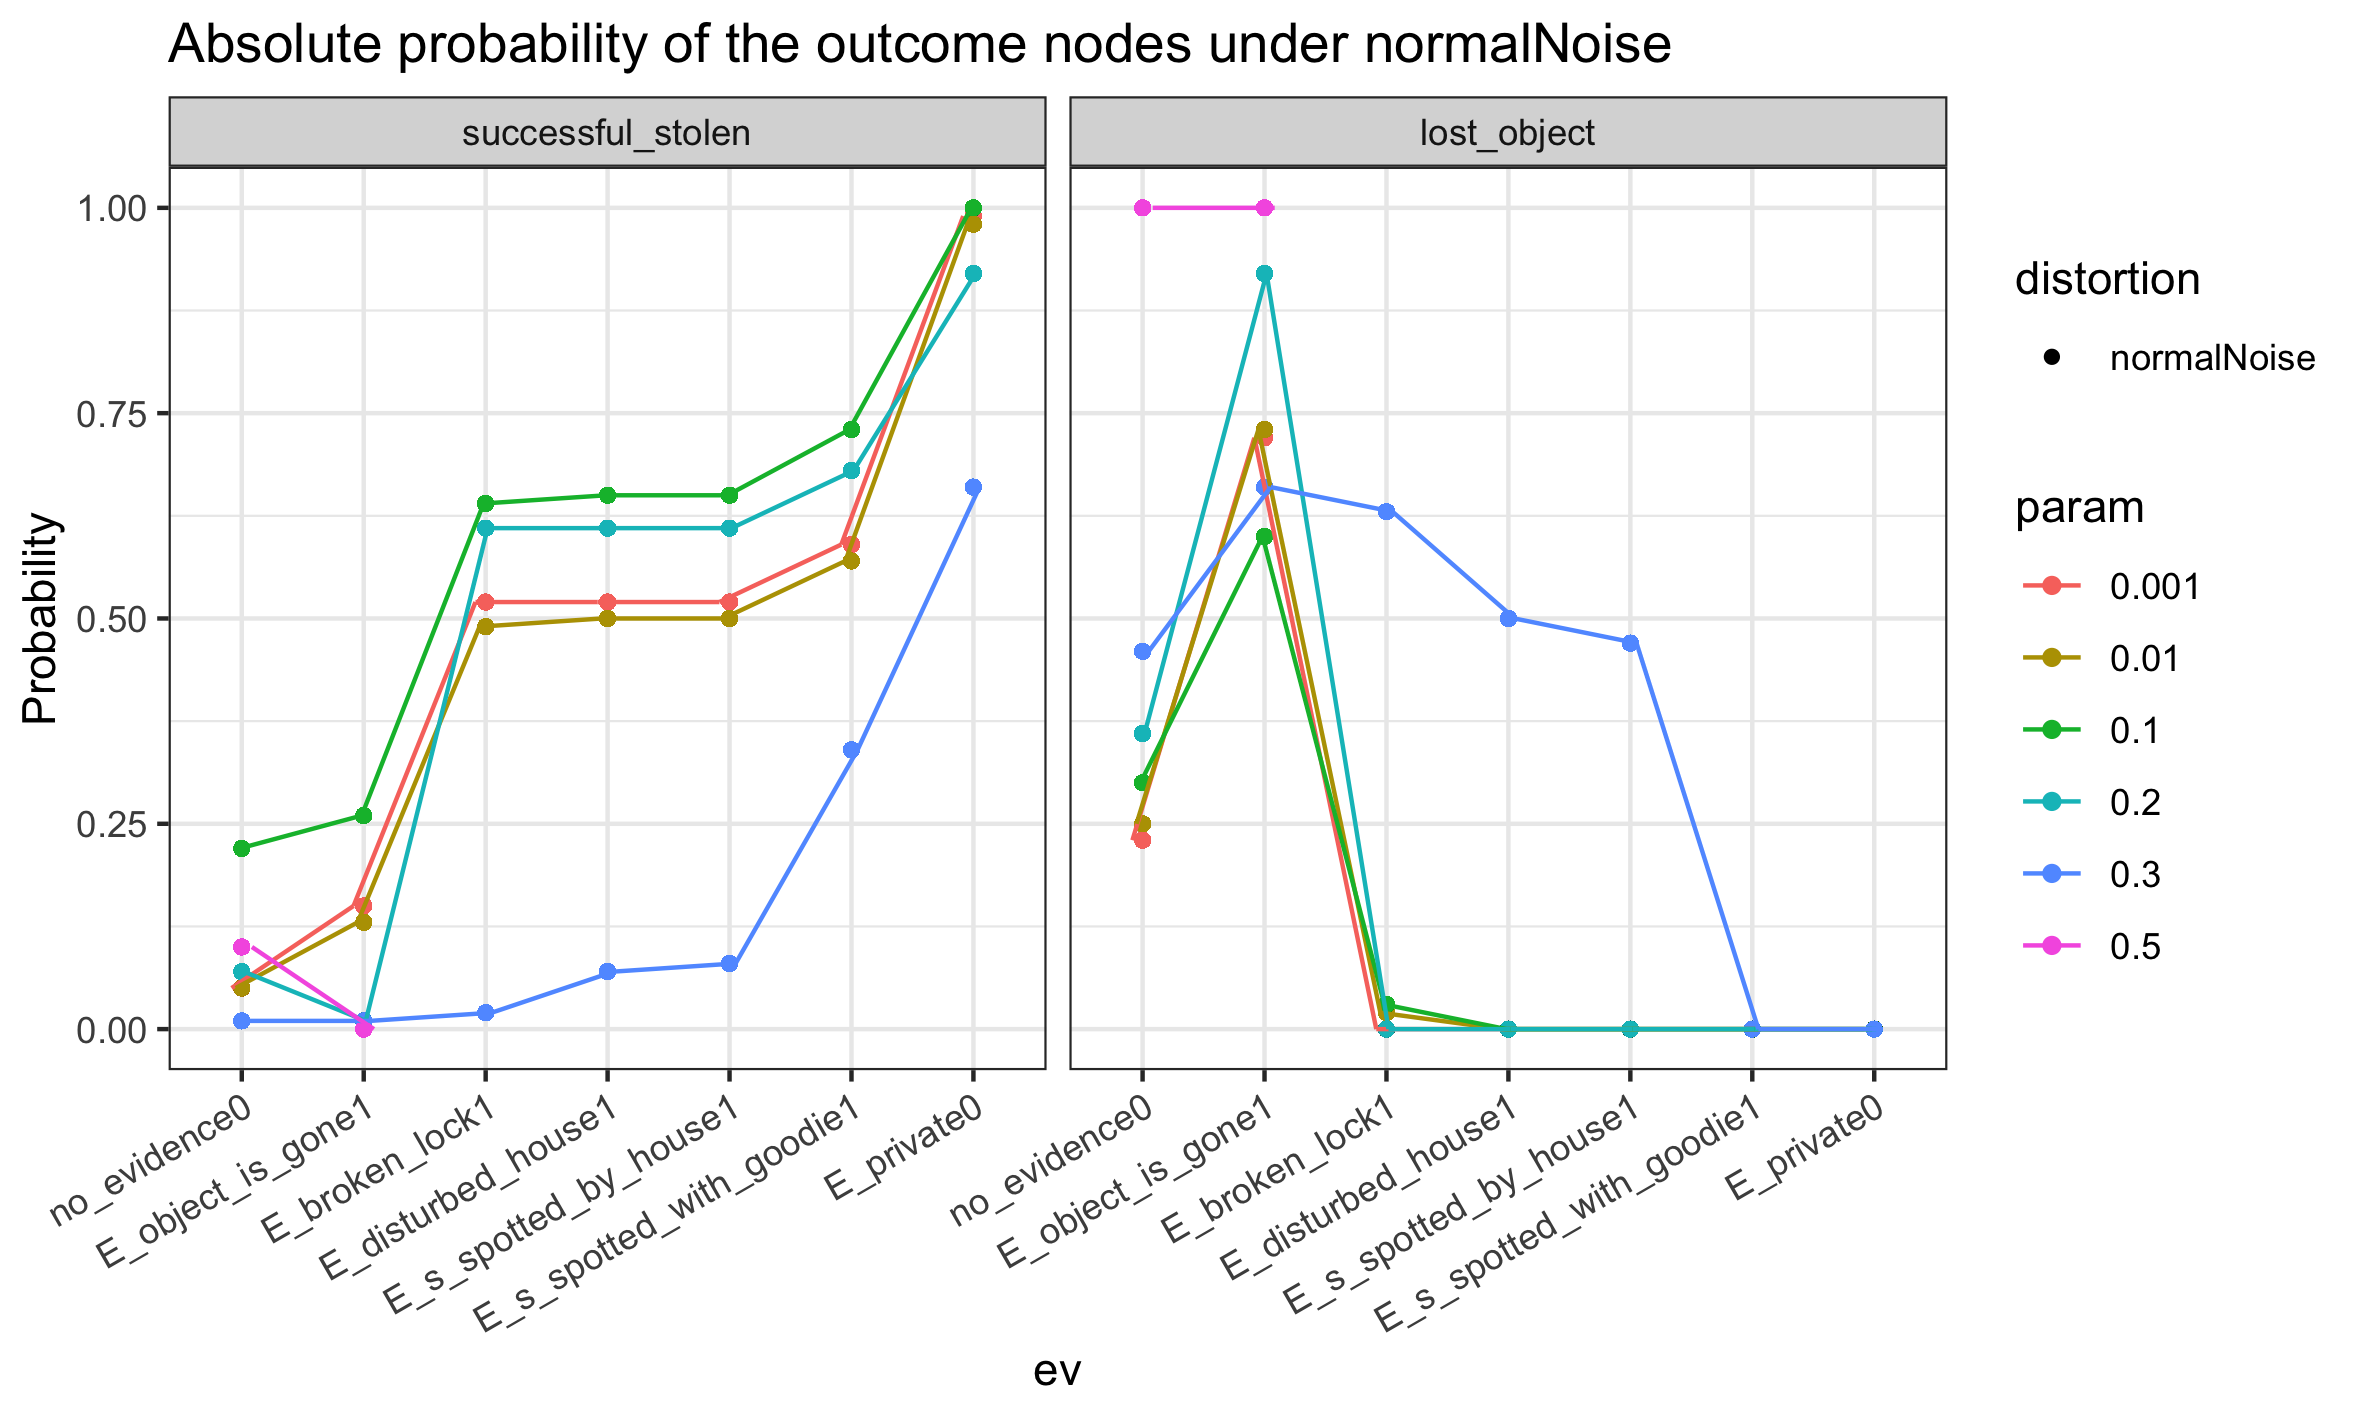 Absolute probability of the outcome nodes under normalNoise
successful_stolen
lost_object
Probability
1.00
0.75
0.50
0.25
0.00
no_evidence0
E_object_is_gone1
E_broken_lock1
E_disturbed_house1
E_s_spotted_by_house1
E_s_spotted_with_goodie1
E_private0
no_evidence0
E_object_is_gone1
E_broken_lock1
E_disturbed_house1
E_s_spotted_by_house1
E_s_spotted_with_goodie1
E_private0
ev
distortion
normalNoise
param
0.001
0.01
0.1
0.2
0.3
0.5